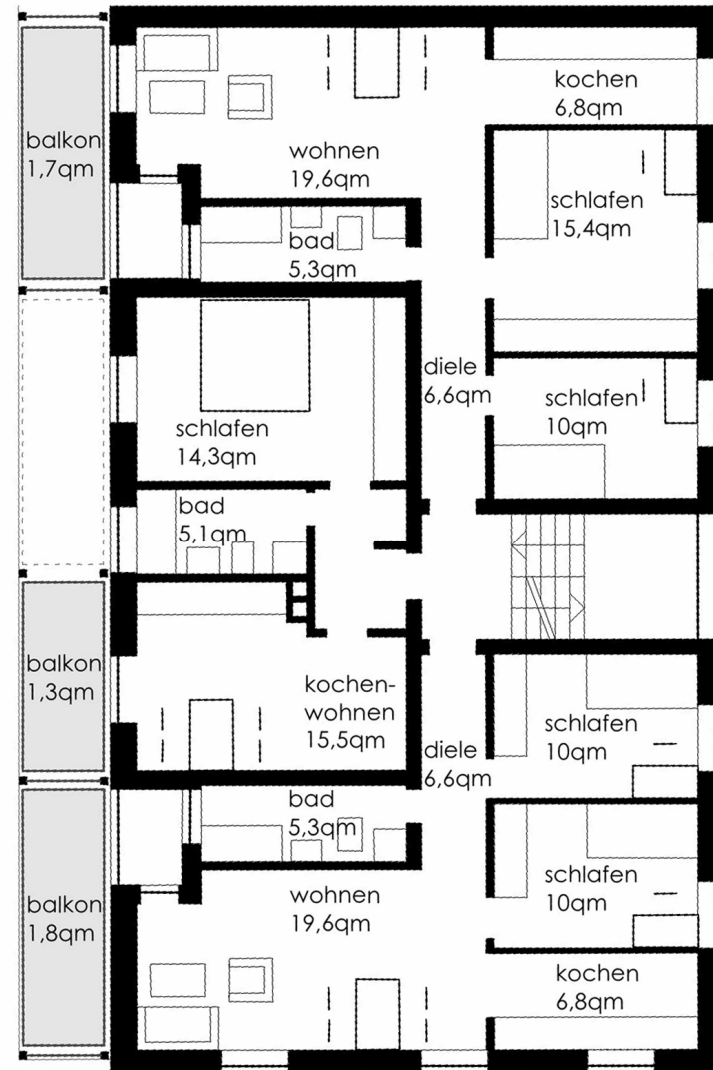 kochen
6,8qm
balkon
1,7qm
wohnen
19,6qm
schlafen
15,4qm
bad
5,3qm
diele
6,6qm
schlafen
10qm
schlafen
14,3qm
bad
5,1qm
balkon
1,3qm
kochen-
wohnen
15,5qm
schlafen
10qm
diele
6,6qm
bad
5,3qm
schlafen
10qm
balkon
1,8qm
wohnen
19,6qm
kochen
6,8qm